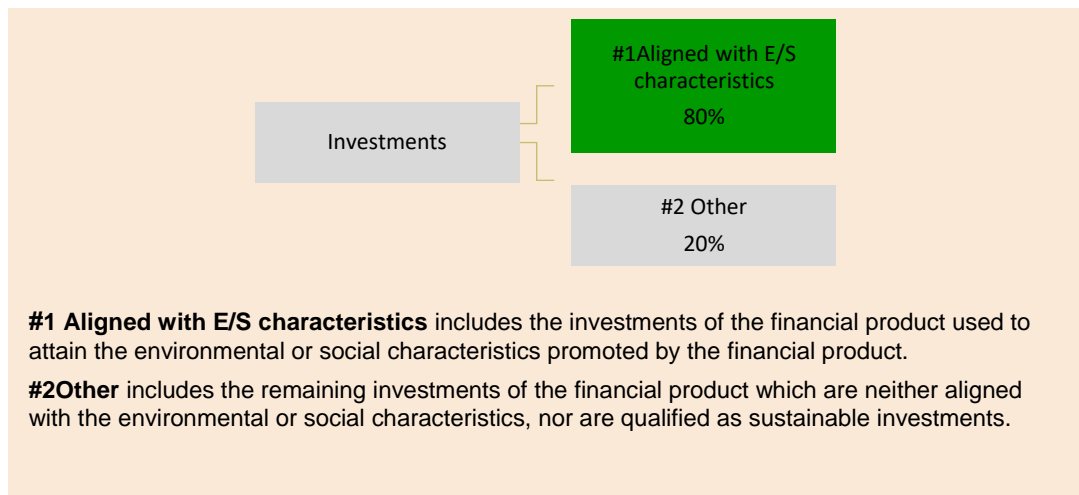 #1Aligned with E/S
characteristics
80%
Investments
#2 Other
20%
#1 Aligned with E/S characteristics includes the investments of the financial product used to
attain the environmental or social characteristics promoted by the financial product.
#2Other includes the remaining investments of the financial product which are neither aligned
with the environmental or social characteristics, nor are qualified as sustainable investments.